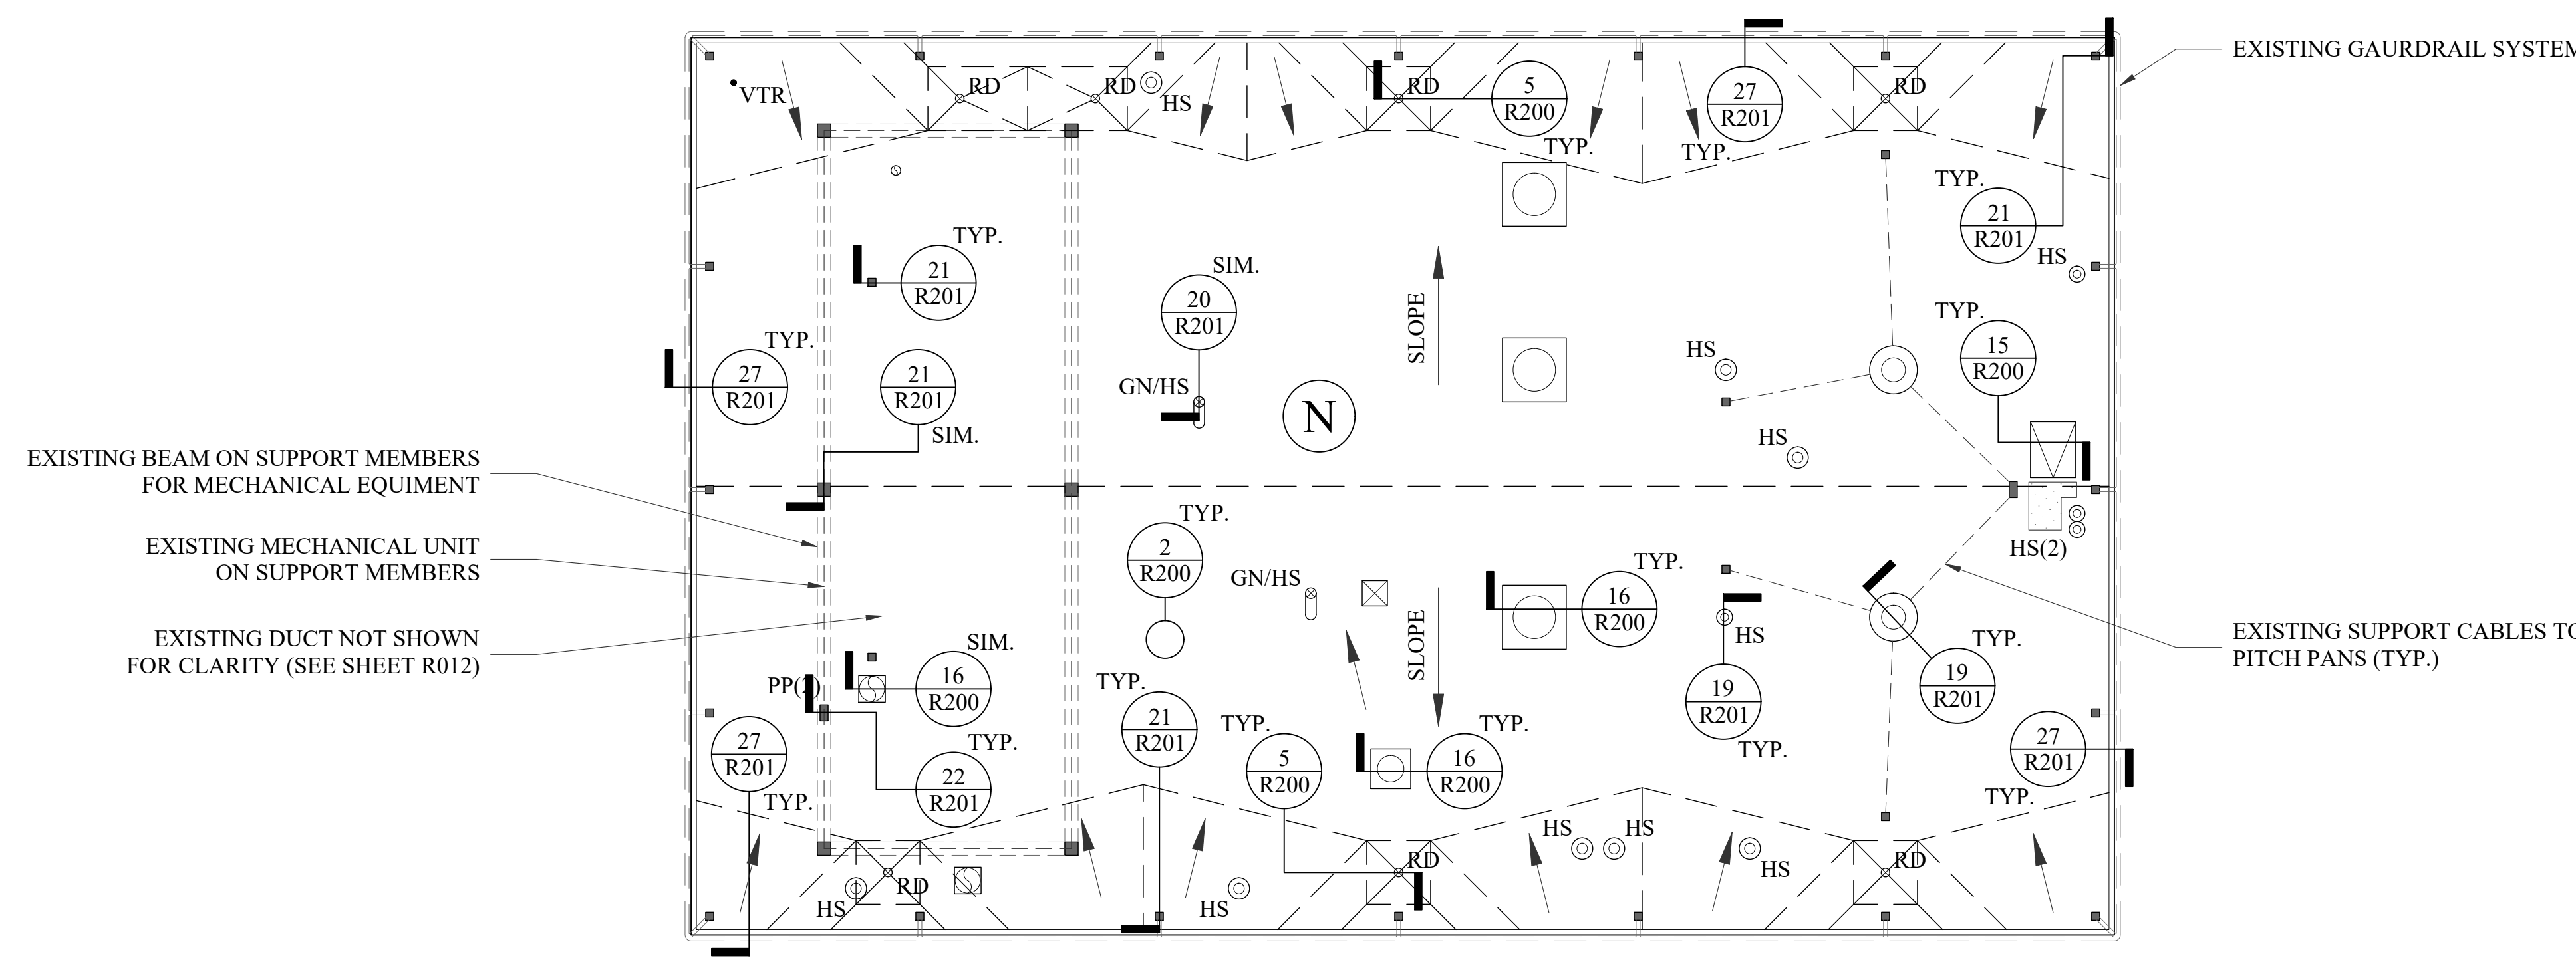 EXISTING GAURDRAIL SYSTEM
VTR
RD
RD
HS
RD
5
R200
TYP.
27
R201
TYP.
RD
TYP.
21
R201
HS
TYP.
21
R201
SIM.
20
R201
GN/HS
SLOPE
N
HS
HS
TYP.
15
R200
TYP.
27
R201
21
R201
SIM.
EXISTING BEAM ON SUPPORT MEMBERS
FOR MECHANICAL EQUIMENT
EXISTING MECHANICAL UNIT
ON SUPPORT MEMBERS
EXISTING DUCT NOT SHOWN
FOR CLARITY (SEE SHEET R012)
TYP.
2
R200
GN/HS
SLOPE
TYP.
16
R200
HS
19
R201
TYP.
HS(2)
TYP.
19
R201
EXISTING SUPPORT CABLES TO
PITCH PANS (TYP.)
SIM.
16
R200
PP(2)
TYP.
22
R201
27
R201
TYP.
TYP.
21
R201
TYP.
5
R200
TYP.
16
R200
27
R201
TYP.
HS
RD
HS
RD
HS
HS
HS
RD